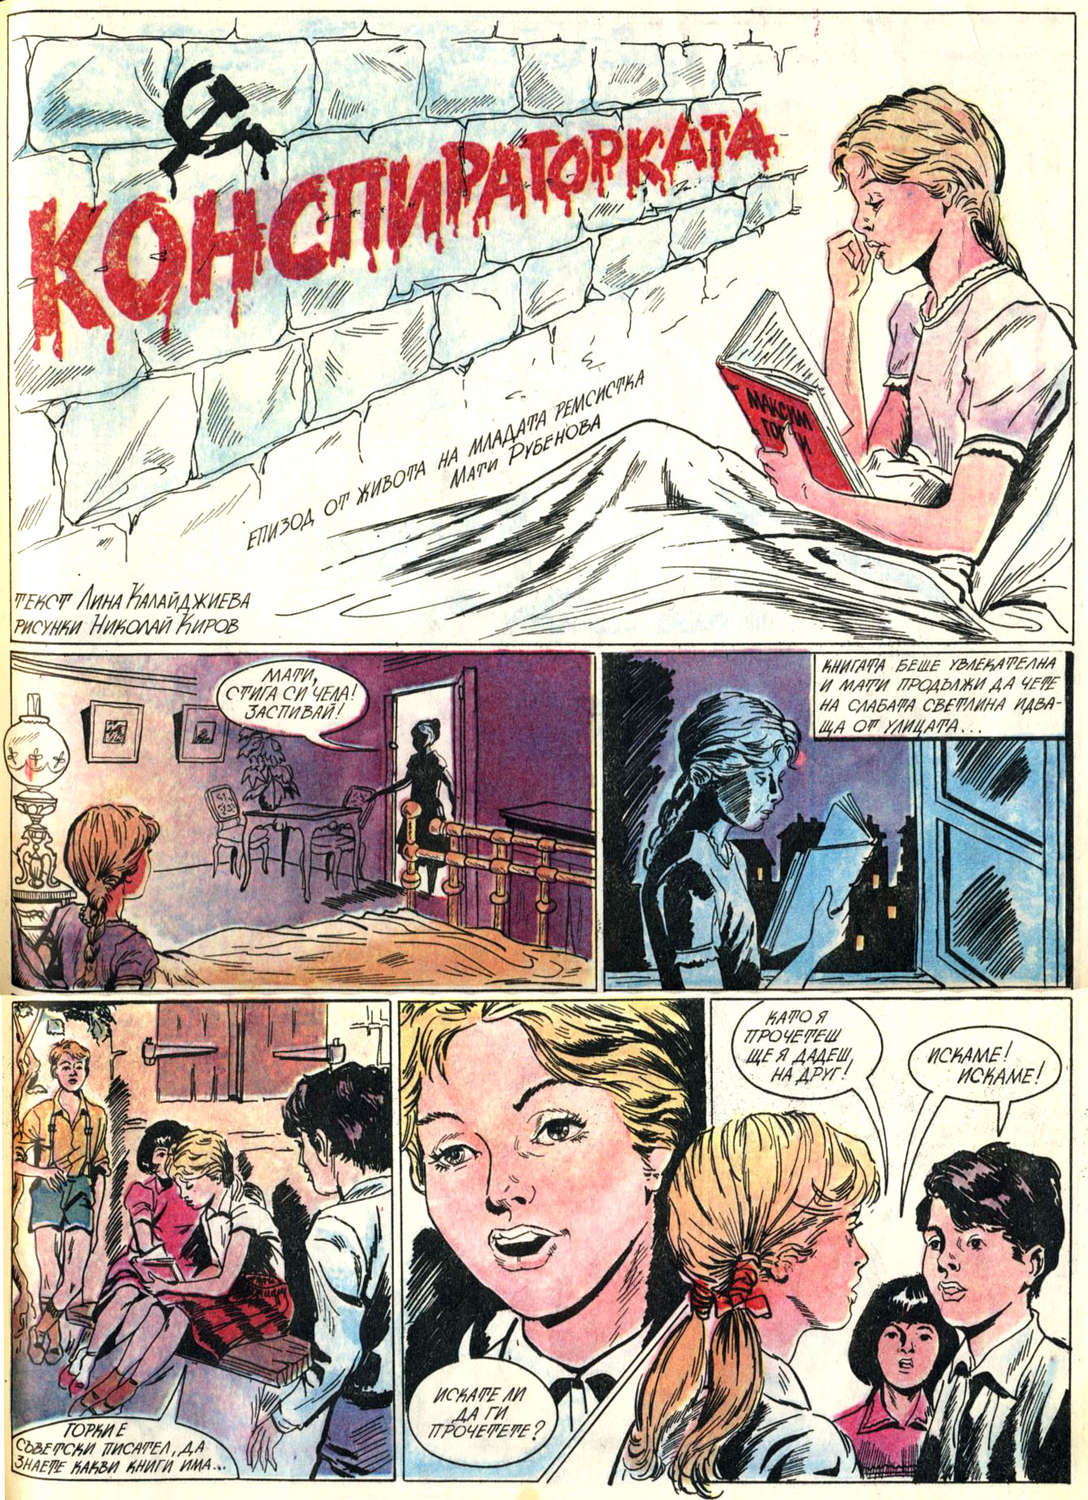 КОНСПИРАТОРКАТА
МАКСИМ
ЕПИЗОД ОТ ЖИВОТА НА МЛАДАТА РЕМСИСТКА
МАТИ РУБЕНОВА
ТЕКСТ ЛИНА КАЛАЙДЖИЕВА
РИСУНКИ НИКОЛАЙ КИРОВ
МАТИ,
СТИГА СИ ЧЕЛА!
ЗАСПИВАЙ!
КНИГАТА БЕШЕ УВЛЕКАТЕЛНА
И МАТИ ПРОДЪЛЖИ ДА ЧЕТЕ
НА СЛАБАТА СВЕТЛИНА ИДВА-
ЩА ОТ УЛИЦАТА...
ГОРКИ Е
СЪВЕТСКИ ПИСАТЕЛ, ДА
ЗНАЕТЕ КАКВИ КНИГИ ИМА...
ИСКАТЕ ЛИ
ДА ГИ
ПРОЧЕТЕТЕ?
КАТО Я
ПРОЧЕТЕШ
ЩЕ Я ДАДЕШ
НА ДРУГ!
ИСКАМЕ!
ИСКАМЕ!